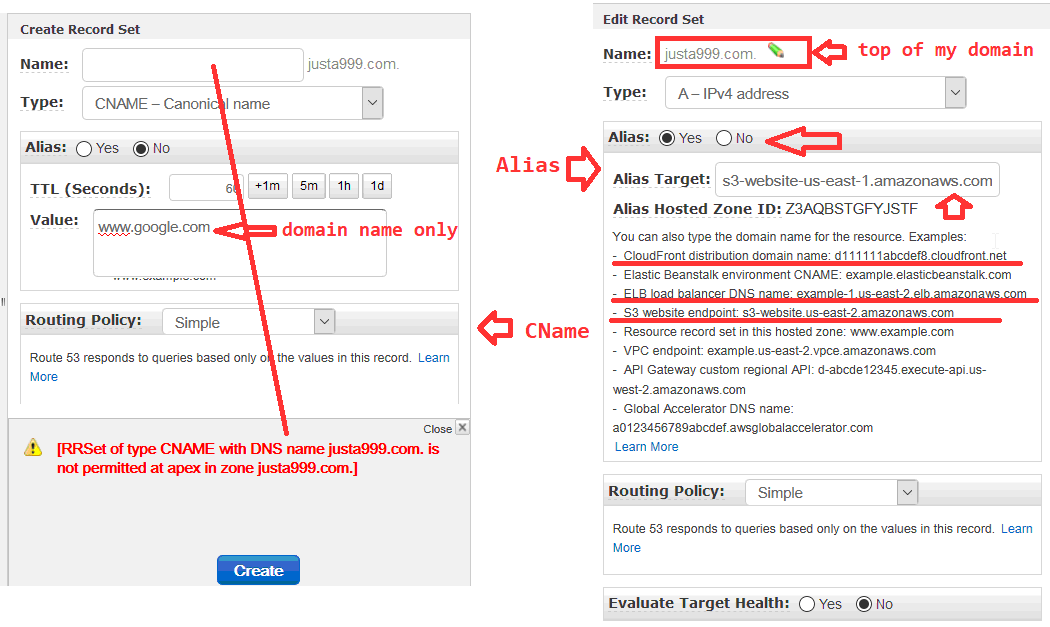 Create Record Set
Name: justa999.com.
Type: CNAME – Canonical name
Alias: Yes No
TTL (Seconds): 60 +1m 5m 1h 1d
Value: www.google.com
domain name only
www.example.com
Routing Policy: Simple
Route 53 responds to queries based only on the values in this record. Learn
More
CName
Close
[RRSet of type CNAME with DNS name justa999.com. is
not permitted at apex in zone justa999.com.]
Create
Edit Record Set
Name: justa999.com.
top of my domain
Type: A – IPv4 address
Alias: Yes No
Alias
Alias Target: s3-website-us-east-1.amazonaws.com
Alias Hosted Zone ID: Z3AQBSTGFYJSTF
You can also type the domain name for the resource. Examples:
- CloudFront distribution domain name: d111111abcdef8.cloudfront.net
- Elastic Beanstalk environment CNAME: example.elasticbeanstalk.com
- ELB load balancer DNS name: example-1.us-east-2.elb.amazonaws.com
- S3 website endpoint: s3-website.us-east-2.amazonaws.com
- Resource record set in this hosted zone: www.example.com
- VPC endpoint: example.us-east-2.vpce.amazonaws.com
- API Gateway custom regional API: d-abcde12345.execute-api.us-
west-2.amazonaws.com
- Global Accelerator DNS name:
a0123456789abcdef.awsglobalaccelerator.com
Learn More
Routing Policy: Simple
Route 53 responds to queries based only on the values in this record. Learn
More
Evaluate Target Health: Yes No